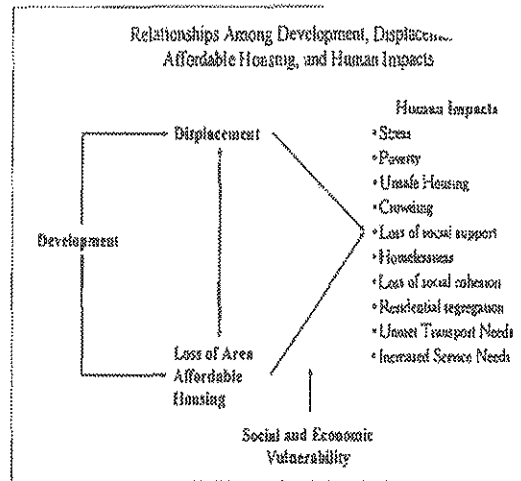 Relationships Among Development,
Affordable Housing, and Human Impacts
Human Impacts
• Stress
• Poverty
• Unsafe Housing
• Crowding
• Loss of social support
• Homelessness
• Loss of social cohesion
• Residential segregation
• Unmet Transport Needs
• Increased Service Needs
Displacement
Development
Loss of Area
Affordable
Housing
Social and Economic
Vulnerability